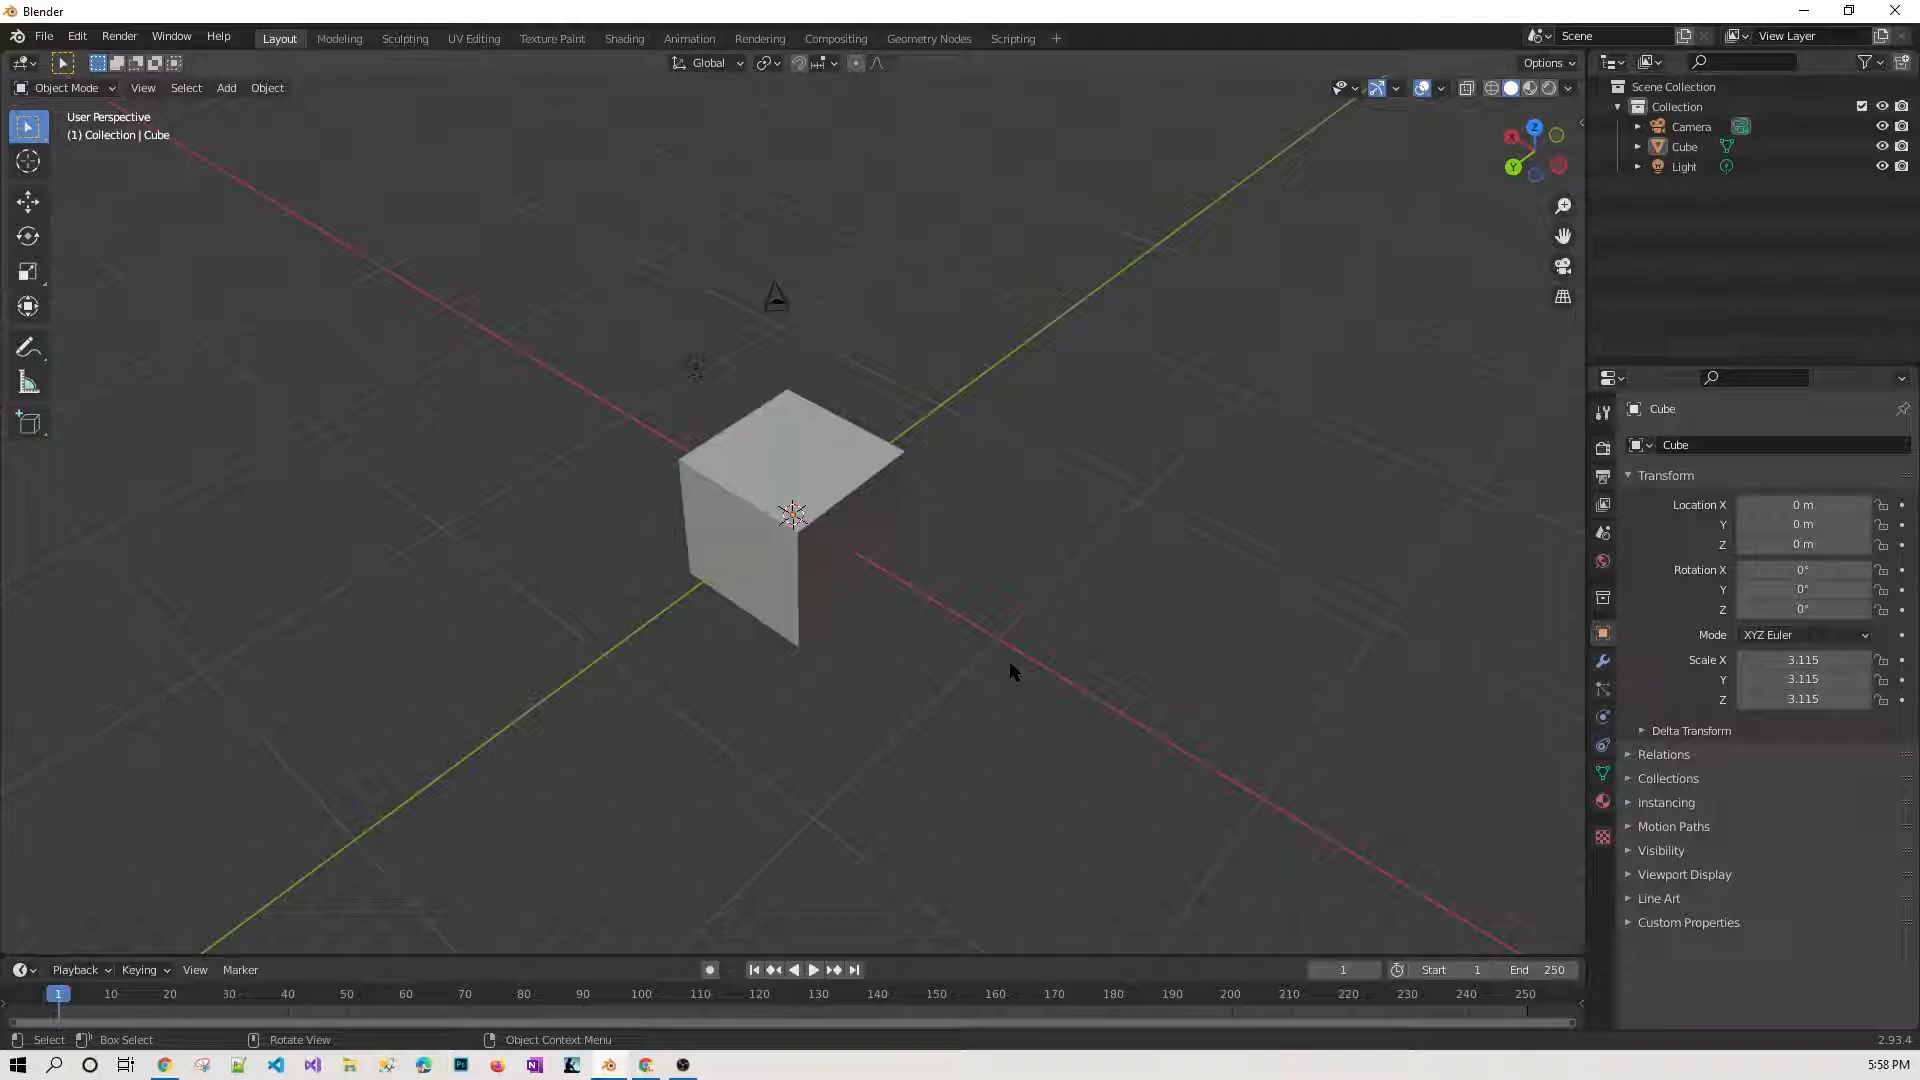 Blender
File Edit Render Window Help Layout Modeling Sculpting UV Editing Texture Paint Shading Animation Rendering Compositing Geometry Nodes Scripting + Scene View Layer
Global Options
Object Mode View Select Add Object
User Perspective
(1) Collection | Cube
Z
X
Y
Scene Collection
Collection
Camera
Cube
Light
Cube
Cube
Transform
Location X 0 m
Y 0 m
Z 0 m
Rotation X 0°
Y 0°
Z 0°
Mode XYZ Euler
Scale X 3.115
Y 3.115
Z 3.115
Delta Transform
Relations
Collections
Instancing
Motion Paths
Visibility
Viewport Display
Line Art
Custom Properties
Playback Keying View Marker 1 Start 1 End 250
1 10 20 30 40 50 60 70 80 90 100 110 120 130 140 150 160 170 180 190 200 210 220 230 240 250
Select Box Select Rotate View Object Context Menu 2.93.4
Ps N 5:58 PM